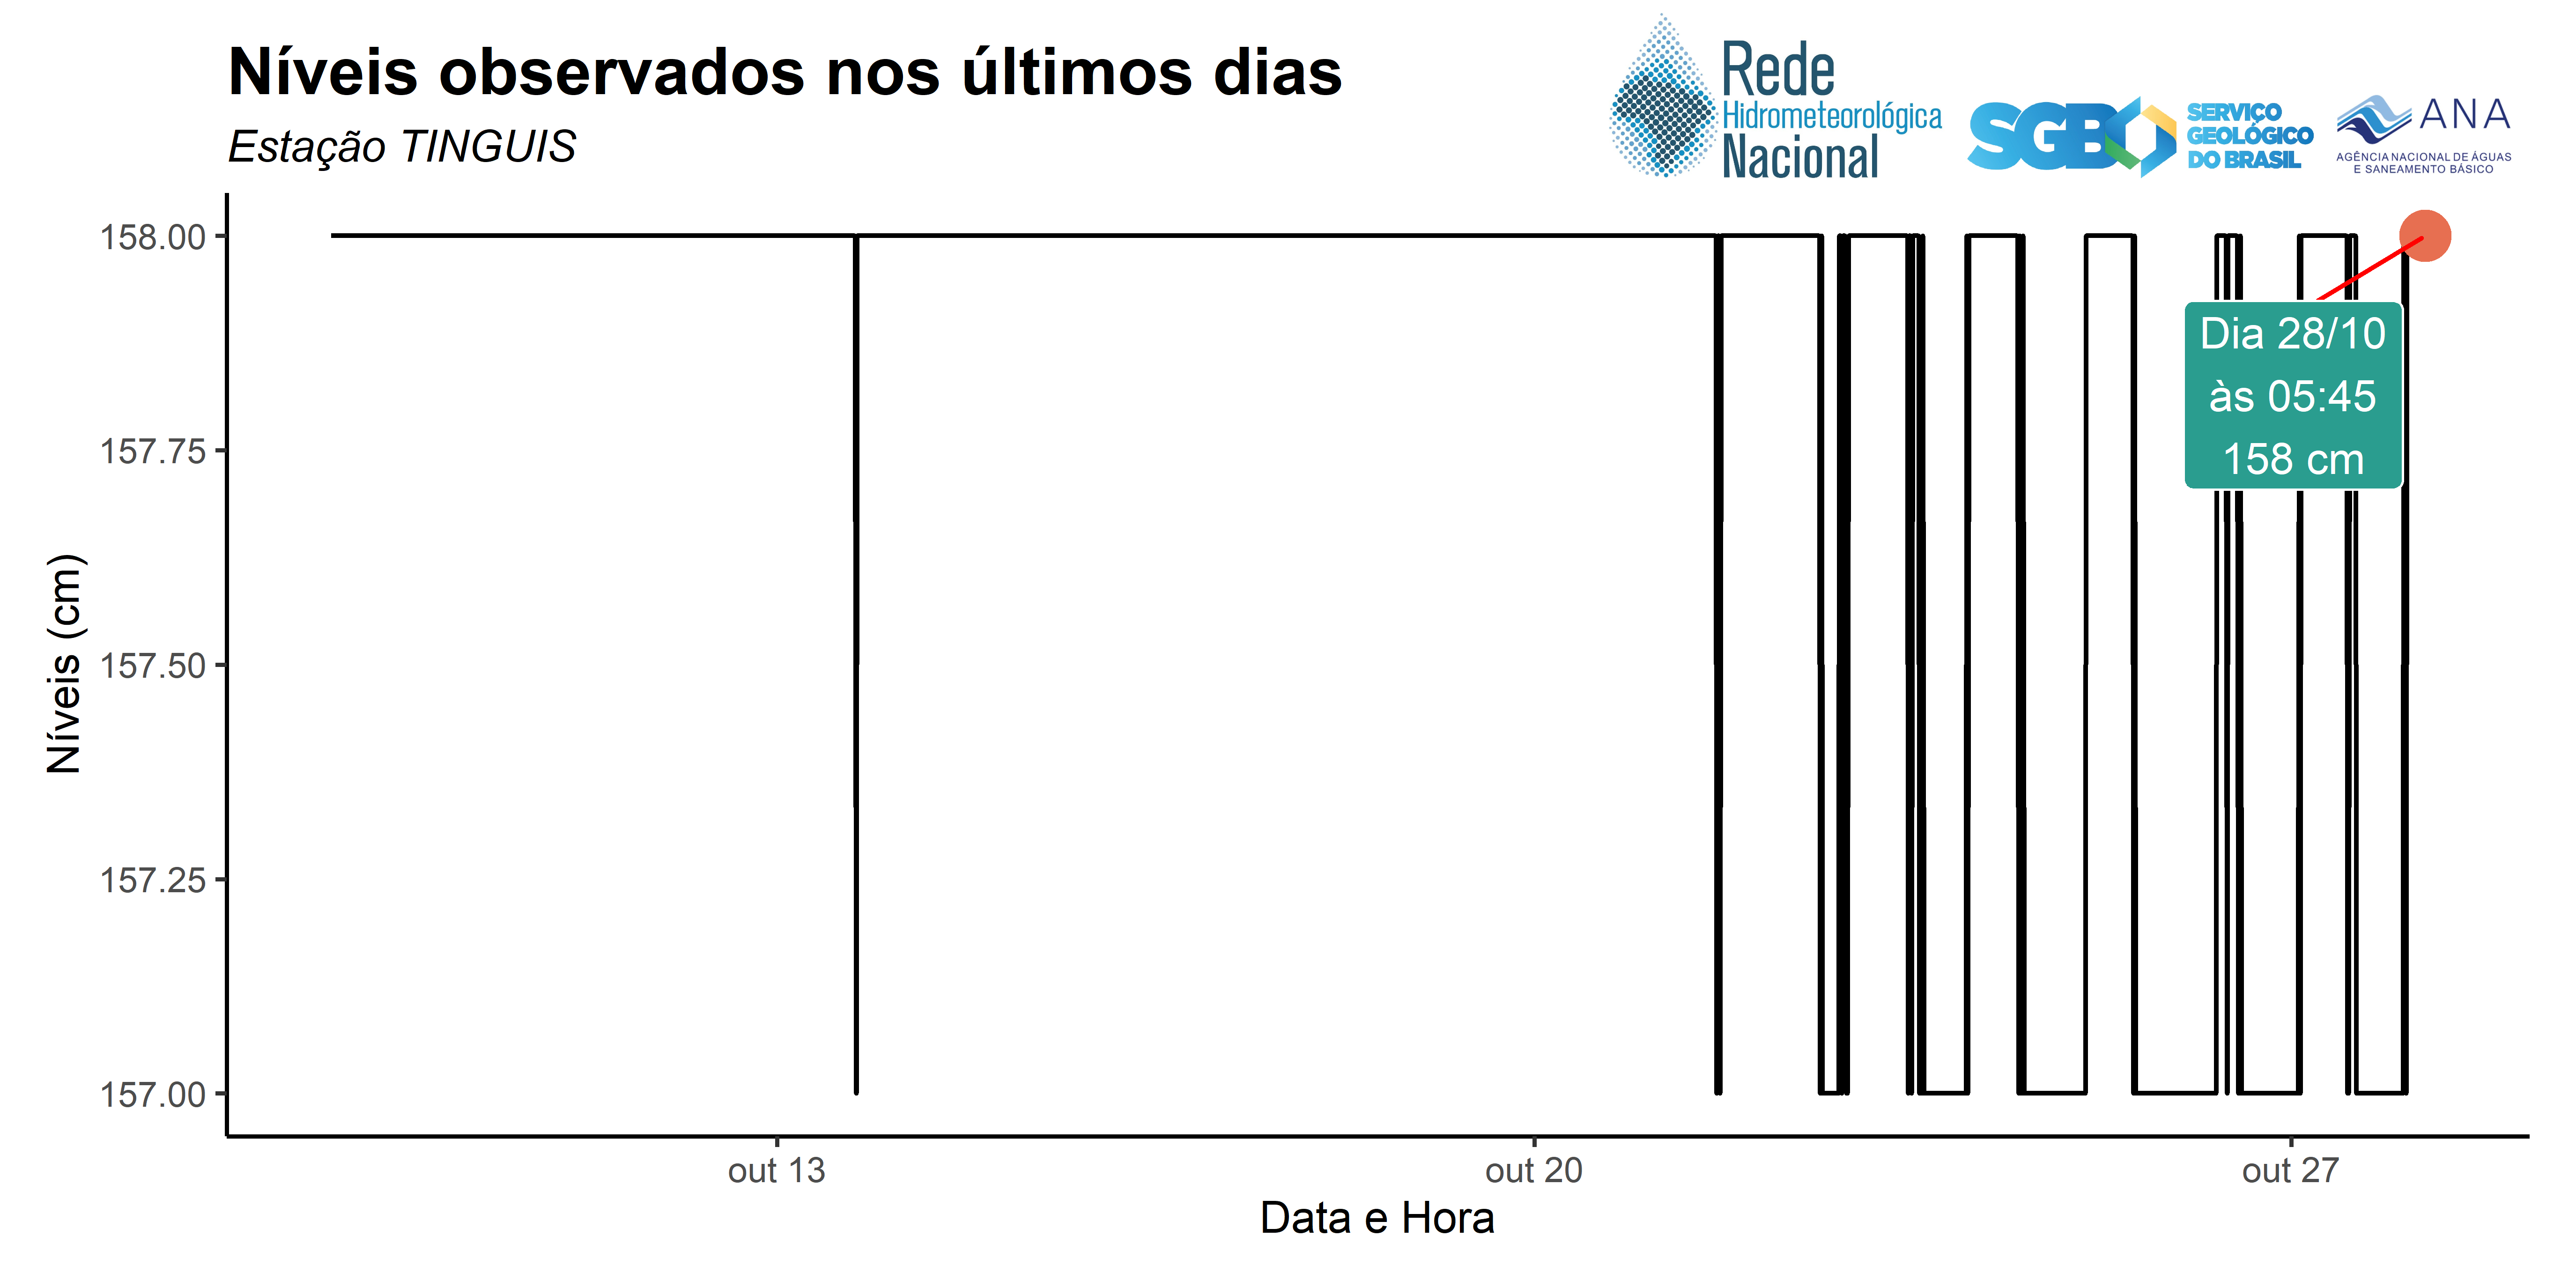 Níveis observados nos últimos dias
Estação TINGUIS
Rede
Hidrometeorológica
Nacional
SGB
SERVIÇO
GEOLÓGICO
DO BRASIL
ANA
AGÊNCIA NACIONAL DE ÁGUAS
E SANEAMENTO BÁSICO
158.00
157.75
157.50
157.25
157.00
Níveis (cm)
Dia 28/10
às 05:45
158 cm
out 13
out 20
out 27
Data e Hora